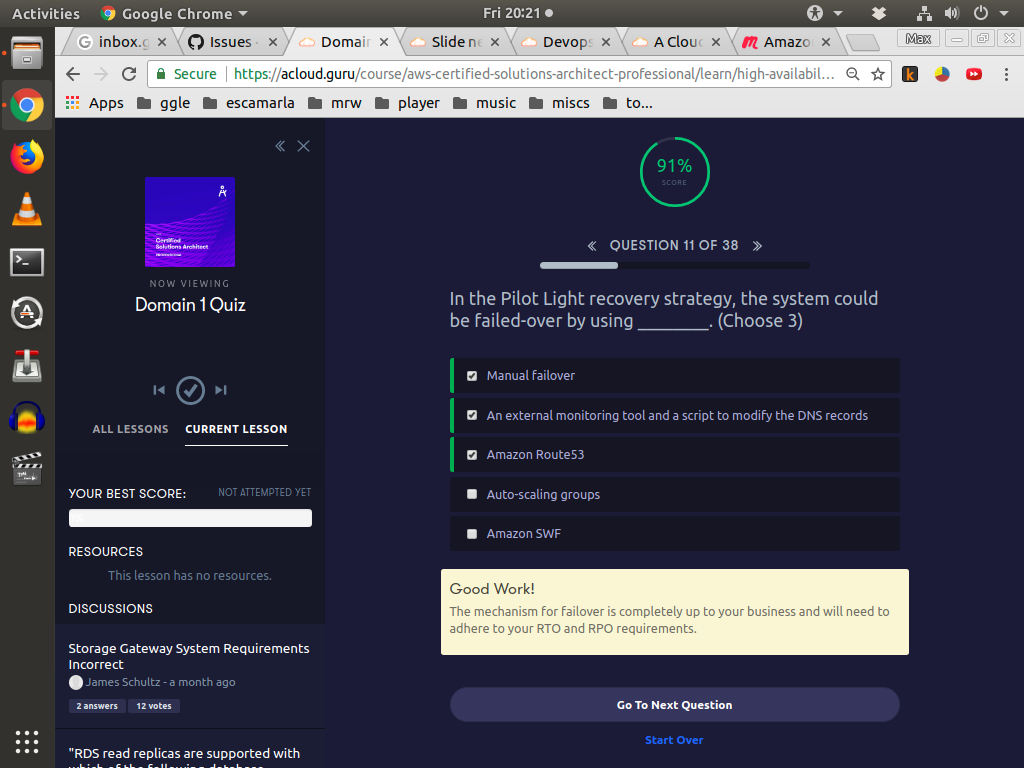 Activities
Google Chrome
Fri 20:21
inbox.g
Issues -
Domain
Slide ne
Devops
A Clou
Amazo
Max
Secure
https://acloud.guru/course/aws-certified-solutions-architect-professional/learn/high-availabil...
Apps
ggle
escamarla
mrw
player
music
miscs
to...
Certified
Solutions Architect
NOW VIEWING
Domain 1 Quiz
ALL LESSONS
CURRENT LESSON
YOUR BEST SCORE:
NOT ATTEMPTED YET
RESOURCES
This lesson has no resources.
DISCUSSIONS
Storage Gateway System Requirements
Incorrect
James Schultz - a month ago
2 answers
12 votes
"RDS read replicas are supported with
which of the following database
91%
SCORE
« QUESTION 11 OF 38 »
In the Pilot Light recovery strategy, the system could
be failed-over by using ________. (Choose 3)
Manual failover
An external monitoring tool and a script to modify the DNS records
Amazon Route53
Auto-scaling groups
Amazon SWF
Good Work!
The mechanism for failover is completely up to your business and will need to
adhere to your RTO and RPO requirements.
Go To Next Question
Start Over